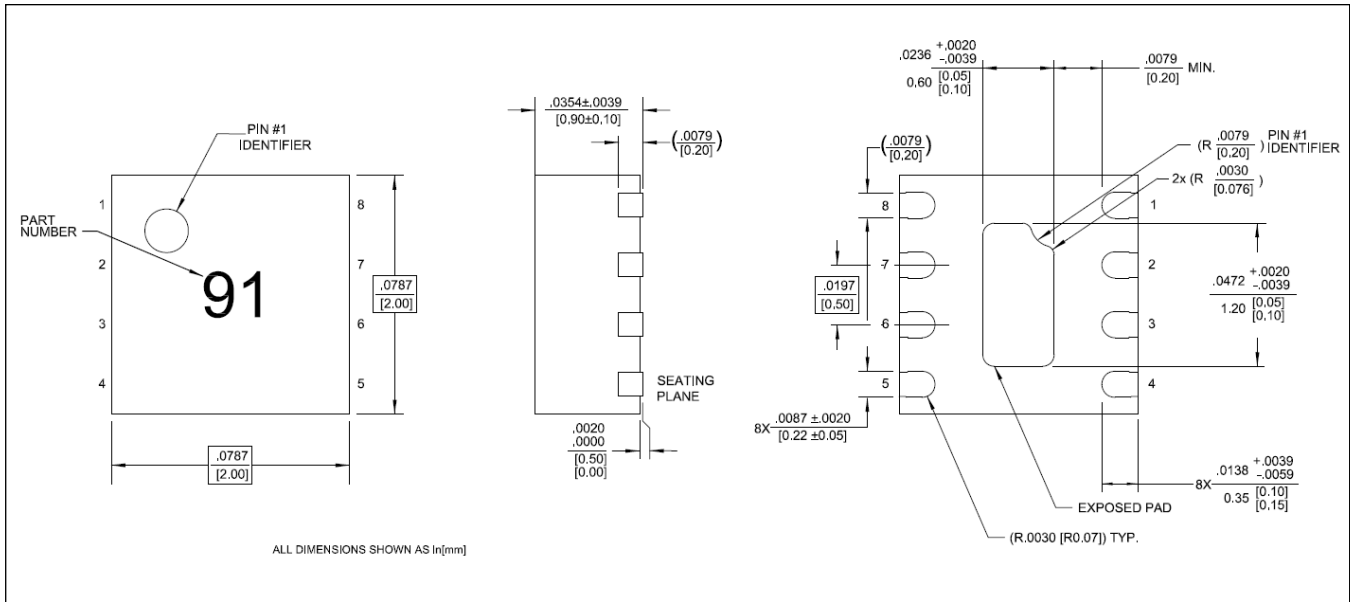 PIN #1
IDENTIFIER
PART
NUMBER
1
2
3
4
8
7
6
5
91
.0787
[2.00]
.0787
[2.00]
ALL DIMENSIONS SHOWN AS In[mm]
.0354±.0039
[0.90±0.10]
(.0079
[0.20])
SEATING
PLANE
.0020
.0000
[0.50]
[0.00]
.0236 +.0020
-.0039
0.60 [0.05]
[0.10]
.0079
[0.20] MIN.
(.0079
[0.20])
(R .0079
[0.20] ) PIN #1
IDENTIFIER
2x (R .0030
[0.076] )
8
7
6
5
1
2
3
4
.0197
[0.50]
.0472 +.0020
-.0039
1.20 [0.05]
[0.10]
8X .0087 ±.0020
[0.22 ±0.05]
8X .0138 +.0039
-.0059
0.35 [0.10]
[0.15]
EXPOSED PAD
(R.0030 [R0.07]) TYP.